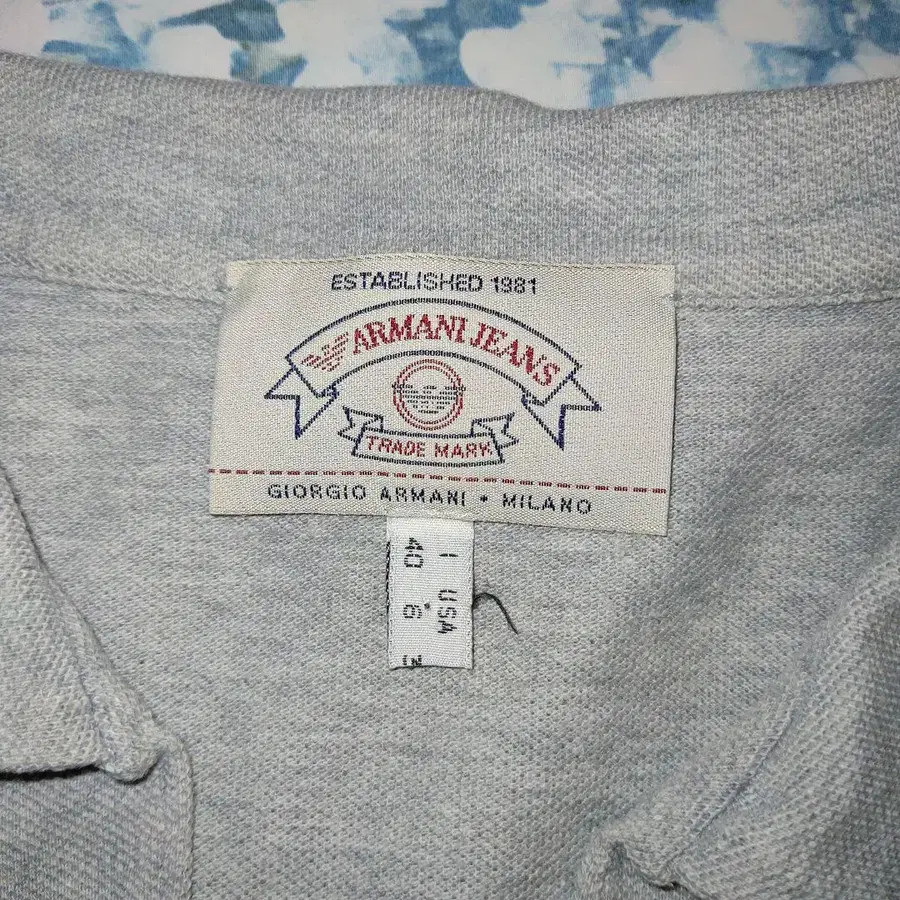 ESTABLISHED 1981
ARMANI JEANS
TRADE MARK
GIORGIO ARMANI • MILANO
I USA
40 6